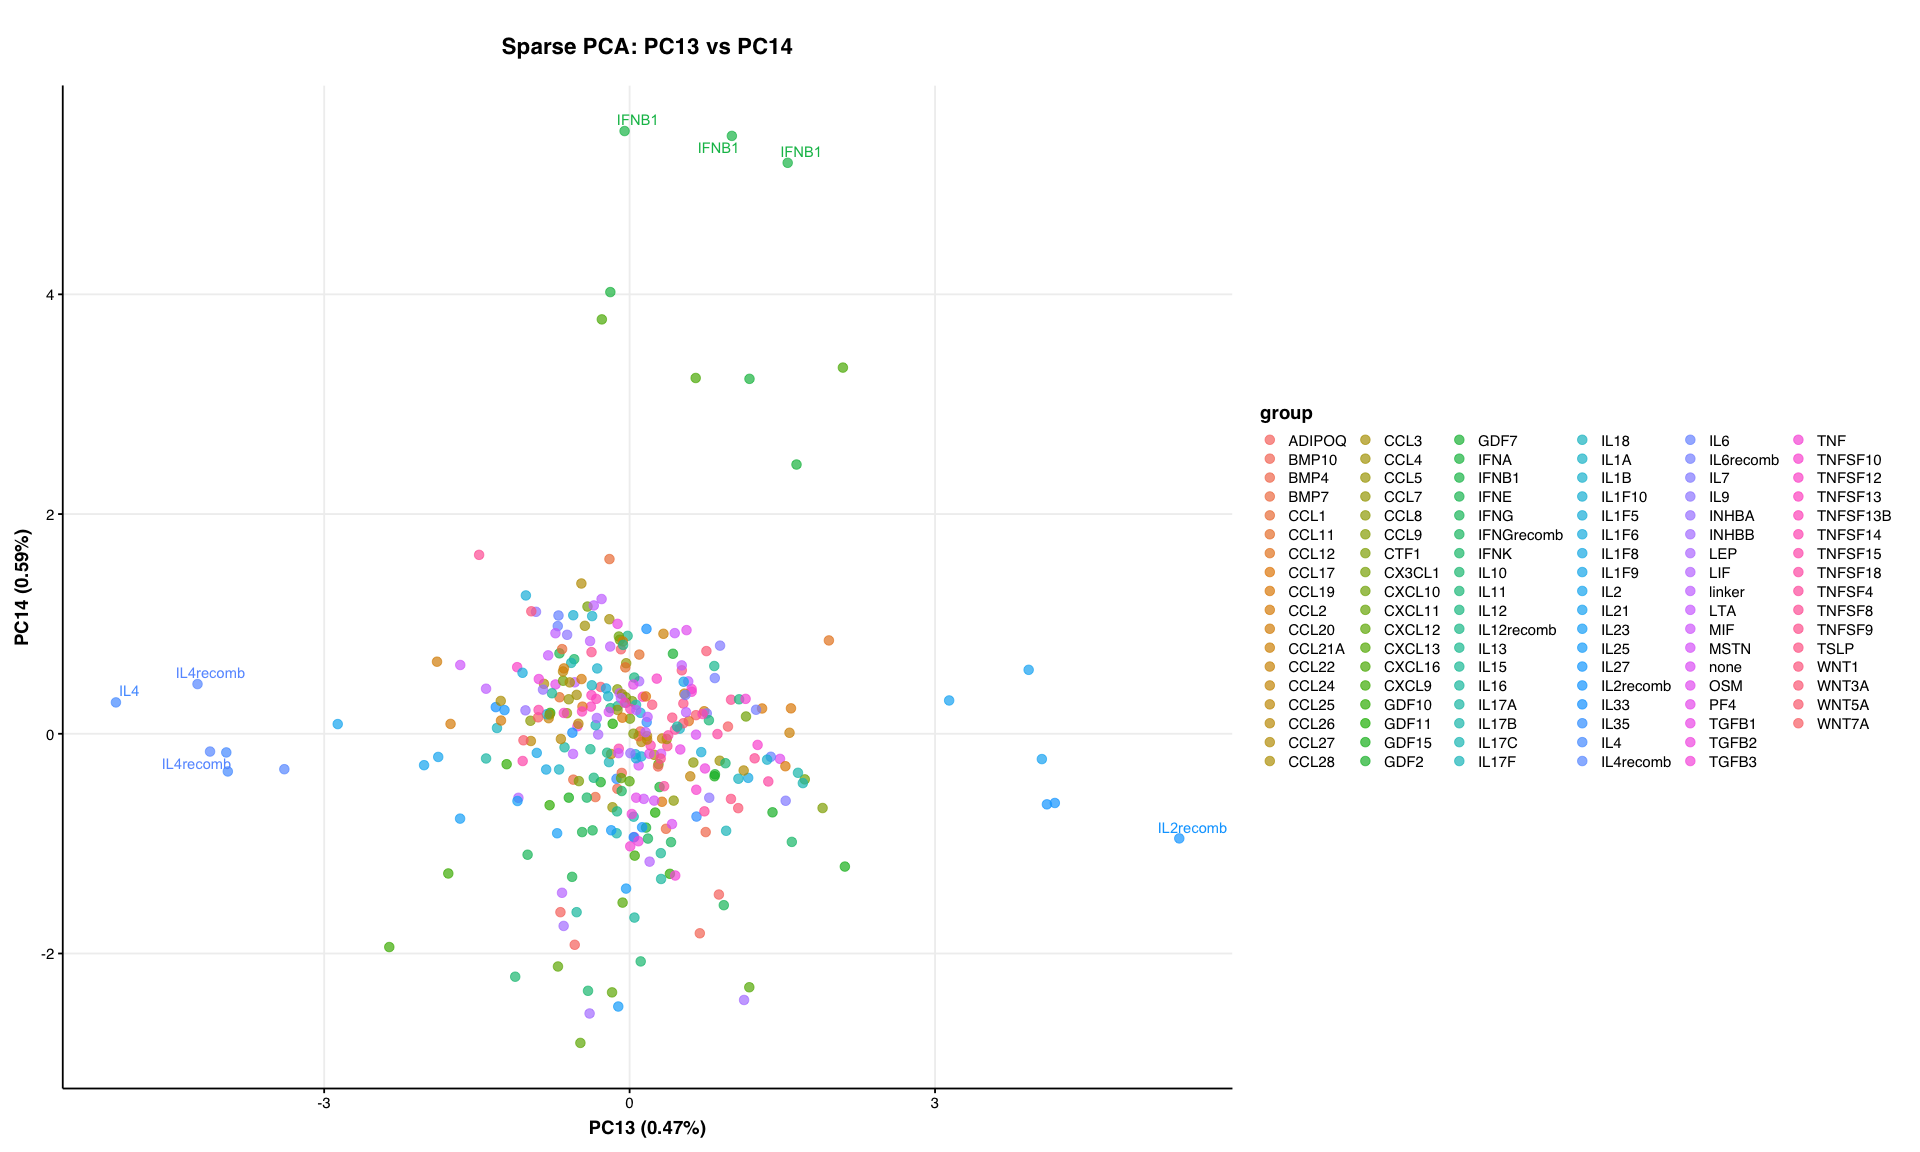 Sparse PCA: PC13 vs PC14
IFNB1
IFNB1
IFNB1
IL4recomb
IL4
IL4recomb
IL2recomb
4
2
0
-2
-3
0
3
PC14 (0.59%)
PC13 (0.47%)
group
ADIPOQ CCL3 GDF7 IL18 IL6 TNF
BMP10 CCL4 IFNA IL1A IL6recomb TNFSF10
BMP4 CCL5 IFNB1 IL1B IL7 TNFSF12
BMP7 CCL7 IFNE IL1F10 IL9 TNFSF13
CCL1 CCL8 IFNG IL1F5 INHBA TNFSF13B
CCL11 CCL9 IFNGrecomb IL1F6 INHBB TNFSF14
CCL12 CTF1 IFNK IL1F8 LEP TNFSF15
CCL17 CX3CL1 IL10 IL1F9 LIF TNFSF18
CCL19 CXCL10 IL11 IL2 linker TNFSF4
CCL2 CXCL11 IL12 IL21 LTA TNFSF8
CCL20 CXCL12 IL12recomb IL23 MIF TNFSF9
CCL21A CXCL13 IL13 IL25 MSTN TSLP
CCL22 CXCL16 IL15 IL27 none WNT1
CCL24 CXCL9 IL16 IL2recomb OSM WNT3A
CCL25 GDF10 IL17A IL33 PF4 WNT5A
CCL26 GDF11 IL17B IL35 TGFB1 WNT7A
CCL27 GDF15 IL17C IL4 TGFB2
CCL28 GDF2 IL17F IL4recomb TGFB3